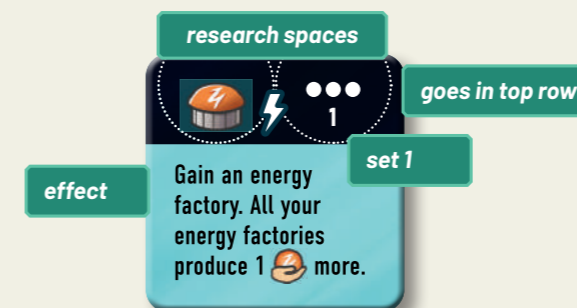 research spaces
goes in top row
1
set 1
effect
Gain an energy
factory. All your
energy factories
produce 1 more.